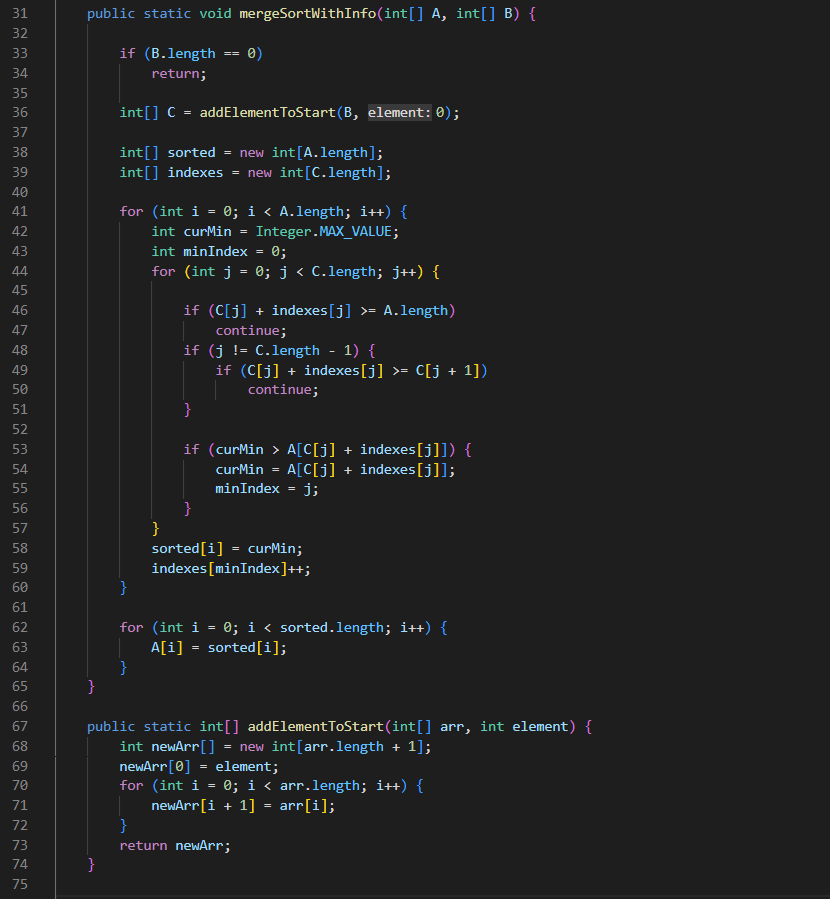 31 public static void mergeSortWithInfo(int[] A, int[] B) {
32
33 if (B.length == 0)
34 return;
35
36 int[] C = addElementToStart(B, element: 0);
37
38 int[] sorted = new int[A.length];
39 int[] indexes = new int[C.length];
40
41 for (int i = 0; i < A.length; i++) {
42 int curMin = Integer.MAX_VALUE;
43 int minIndex = 0;
44 for (int j = 0; j < C.length; j++) {
45
46 if (C[j] + indexes[j] >= A.length)
47 continue;
48 if (j != C.length - 1) {
49 if (C[j] + indexes[j] >= C[j + 1])
50 continue;
51 }
52
53 if (curMin > A[C[j] + indexes[j]]) {
54 curMin = A[C[j] + indexes[j]];
55 minIndex = j;
56 }
57 }
58 sorted[i] = curMin;
59 indexes[minIndex]++;
60 }
61
62 for (int i = 0; i < sorted.length; i++) {
63 A[i] = sorted[i];
64 }
65 }
66
67 public static int[] addElementToStart(int[] arr, int element) {
68 int newArr[] = new int[arr.length + 1];
69 newArr[0] = element;
70 for (int i = 0; i < arr.length; i++) {
71 newArr[i + 1] = arr[i];
72 }
73 return newArr;
74 }
75